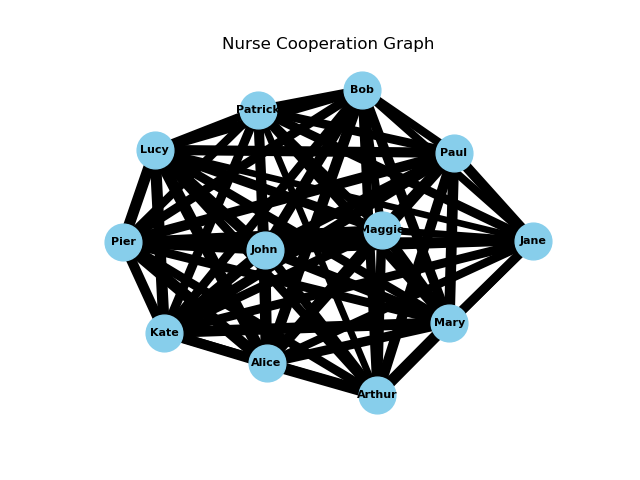 Nurse Cooperation Graph
Bob
Patrick
Lucy
Paul
Maggie
Pier
John
Jane
Kate
Mary
Alice
Arthur